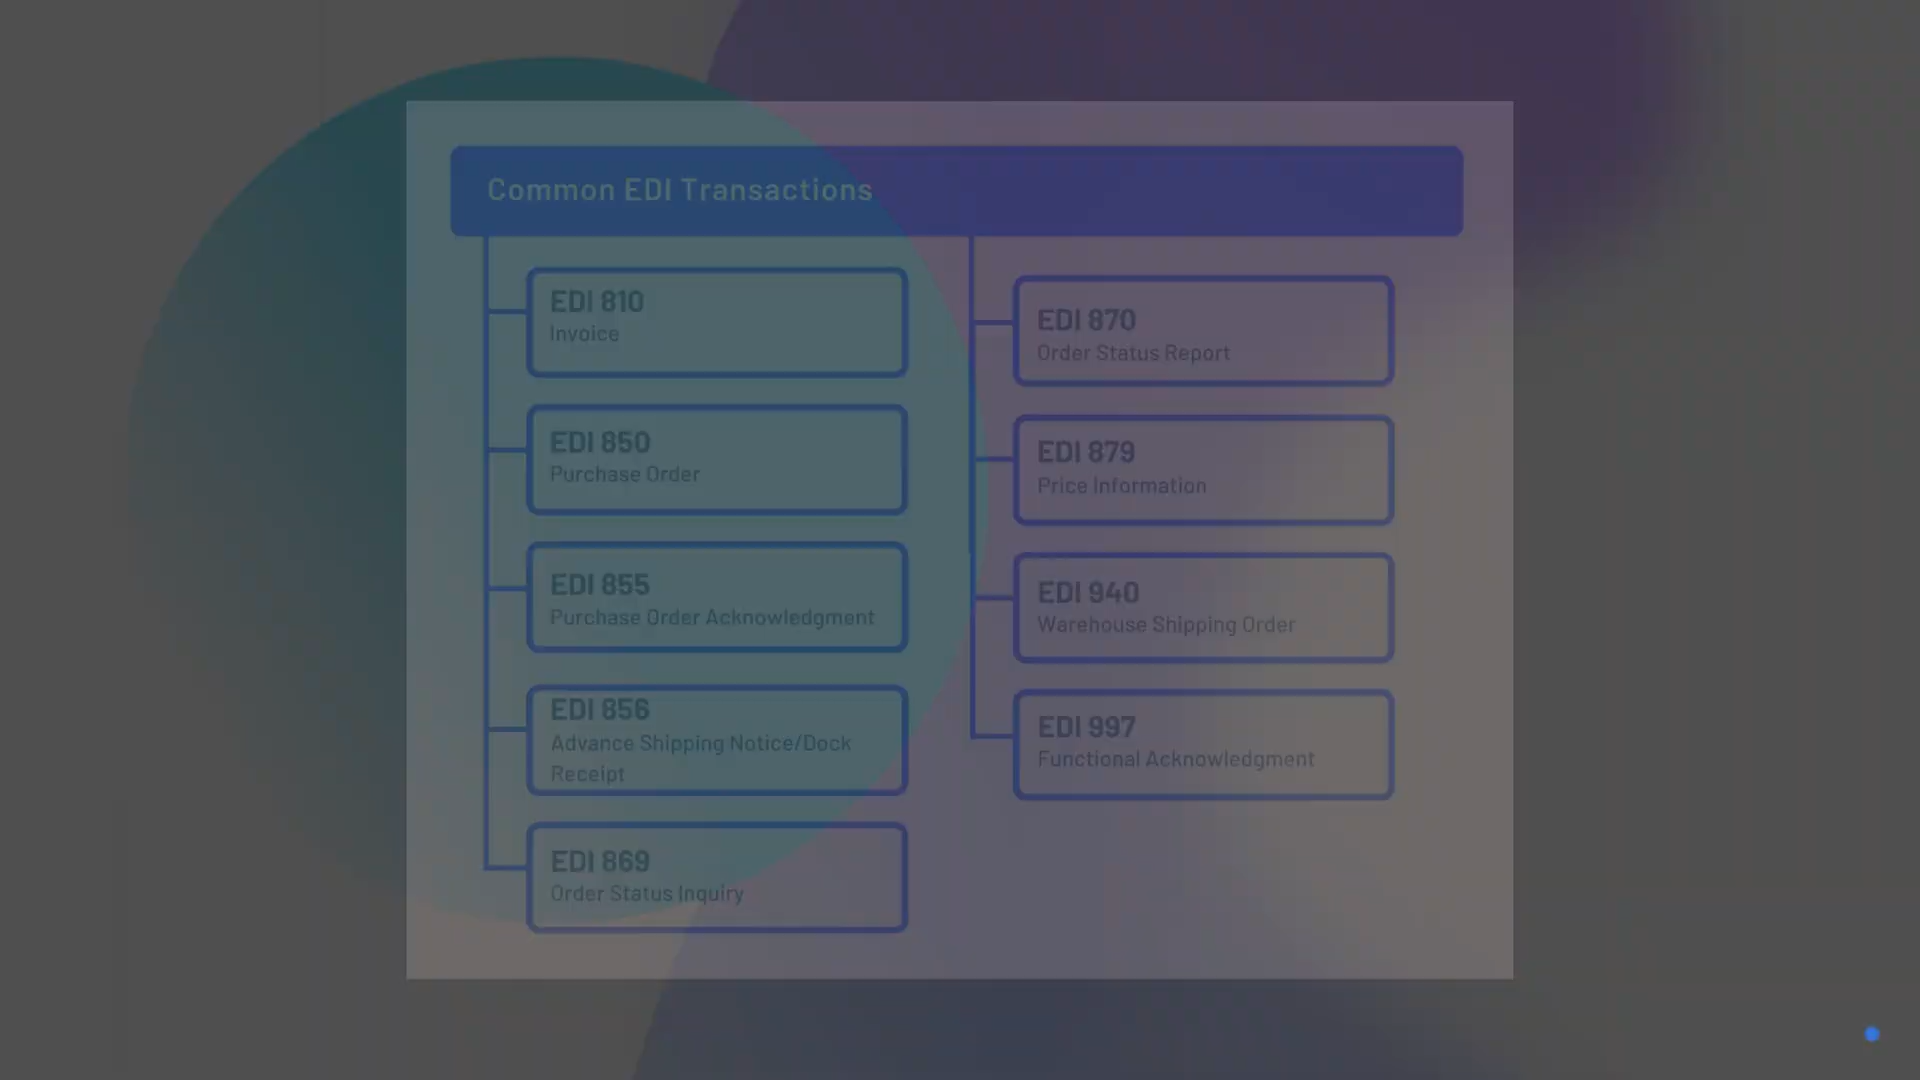 Common EDI Transactions
EDI 810
Invoice
EDI 850
Purchase Order
EDI 855
Purchase Order Acknowledgment
EDI 856
Advance Shipping Notice/Dock
Receipt
EDI 869
Order Status Inquiry
EDI 870
Order Status Report
EDI 879
Price Information
EDI 940
Warehouse Shipping Order
EDI 997
Functional Acknowledgment